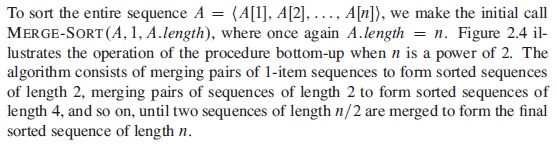 To sort the entire sequence A = ⟨A[1], A[2], . . . , A[n]⟩, we make the initial call
MERGE-SORT(A, 1, A.length), where once again A.length = n. Figure 2.4 il-
lustrates the operation of the procedure bottom-up when n is a power of 2. The
algorithm consists of merging pairs of 1-item sequences to form sorted sequences
of length 2, merging pairs of sequences of length 2 to form sorted sequences of
length 4, and so on, until two sequences of length n/2 are merged to form the final
sorted sequence of length n.